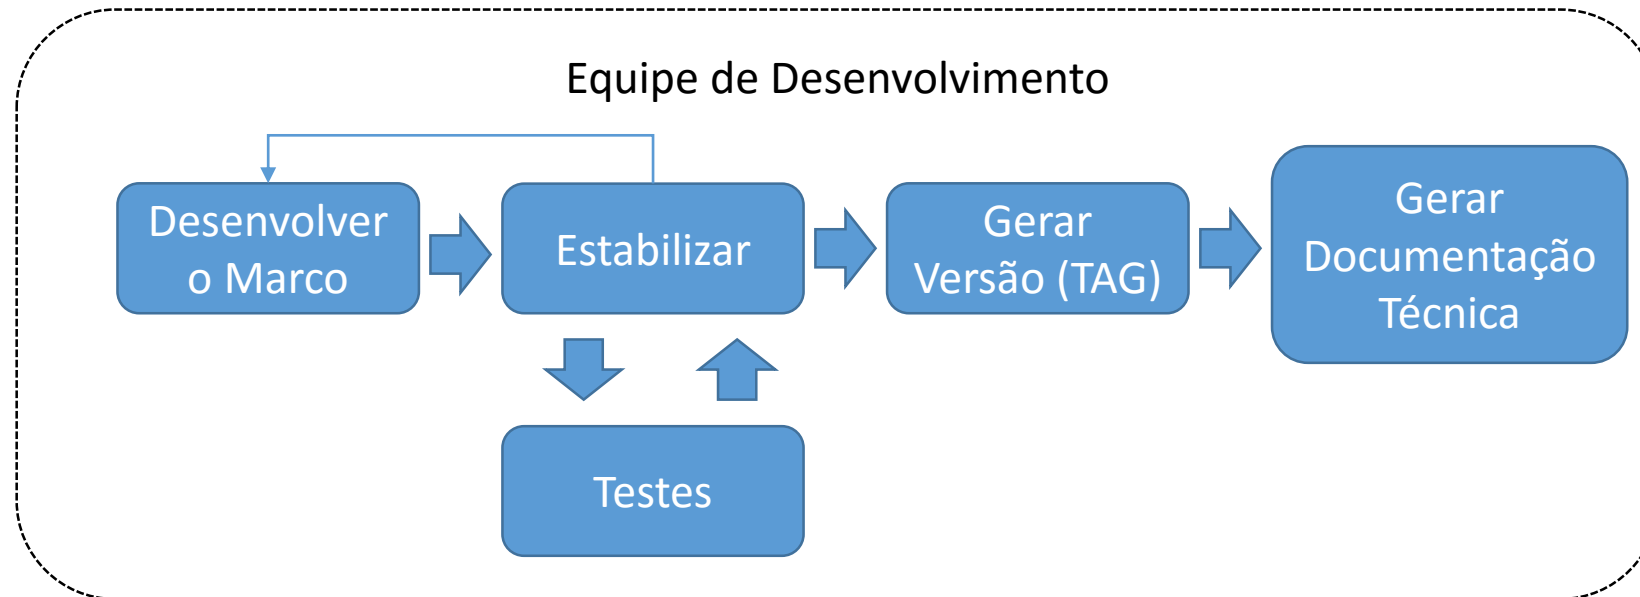 Equipe de Desenvolvimento
Desenvolver
o Marco
Estabilizar
Gerar
Versão (TAG)
Gerar
Documentação
Técnica
Testes